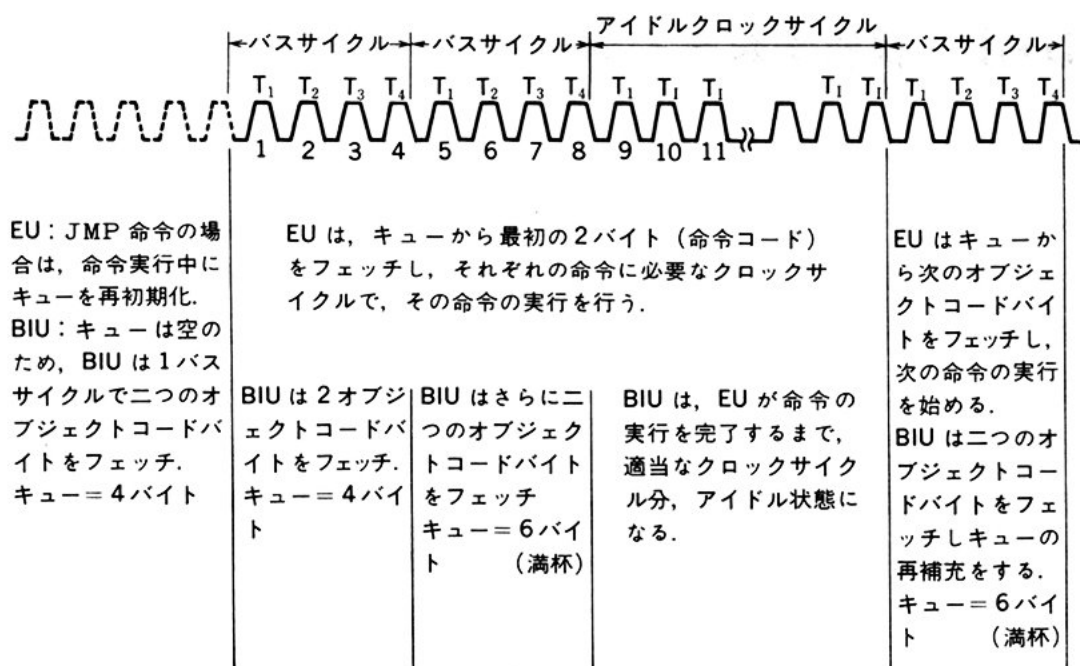 アイドルクロックサイクル
バスサイクル バスサイクル バスサイクル
T₁ T₂ T₃ T₄ T₁ T₂ T₃ T₄ T₁ T_I T_I T_I T_I T₁ T₂ T₃ T₄
1 2 3 4 5 6 7 8 9 10 11
EU：JMP 命令の場
合は，命令実行中に
キューを再初期化．
BIU：キューは空の
ため，BIU は 1 バス
サイクルで二つのオ
ブジェクトコードバ
イトをフェッチ．
キュー＝4 バイト
EU は，キューから最初の 2 バイト（命令コード）
をフェッチし，それぞれの命令に必要なクロックサ
イクルで，その命令の実行を行う．
BIU は 2 オブジ
ェクトコードバ
イトをフェッチ．
キュー＝4 バイ
ト
BIU はさらに二
つのオブジェク
トコードバイト
をフェッチ
キュー＝6 バイ
ト （満杯）
BIU は，EU が命令の
実行を完了するまで，
適当なクロックサイク
ル分，アイドル状態に
なる．
EU はキューか
ら次のオブジェ
クトコードバイ
トをフェッチし，
次の命令の実行
を始める．
BIU は二つのオ
ブジェクトコー
ドバイトをフェ
ッチしキューの
再補充をする．
キュー＝6 バイ
ト （満杯）